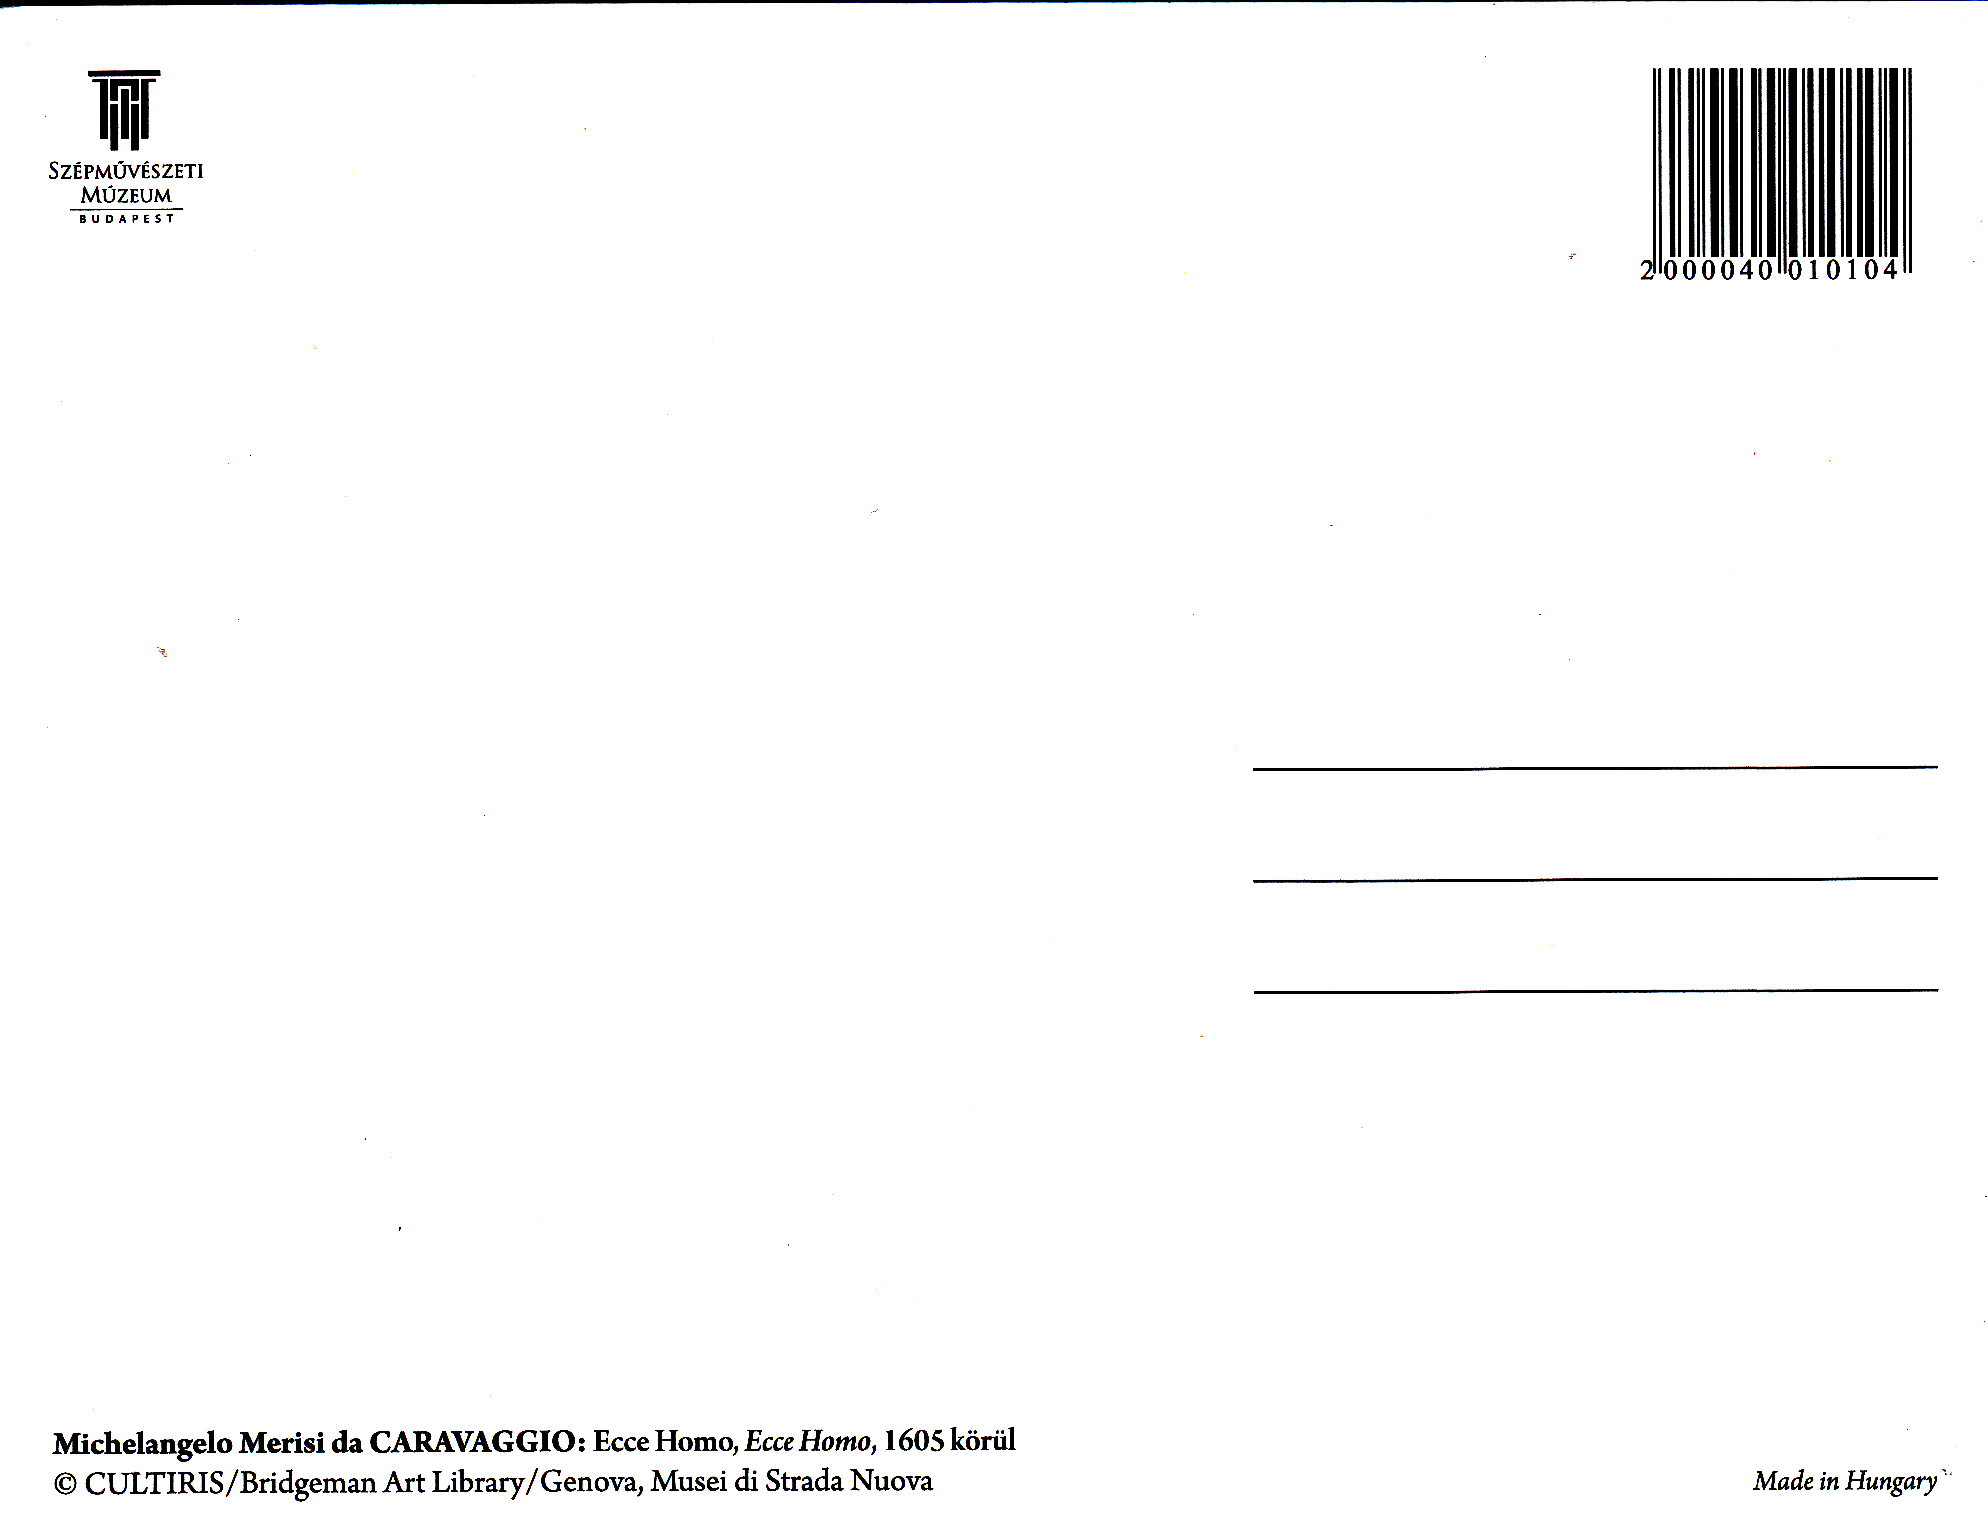 SZÉPMŰVÉSZETI
MÚZEUM
BUDAPEST
2 000040 010104
Michelangelo Merisi da CARAVAGGIO: Ecce Homo, Ecce Homo, 1605 körül
© CULTIRIS/Bridgeman Art Library/Genova, Musei di Strada Nuova
Made in Hungary